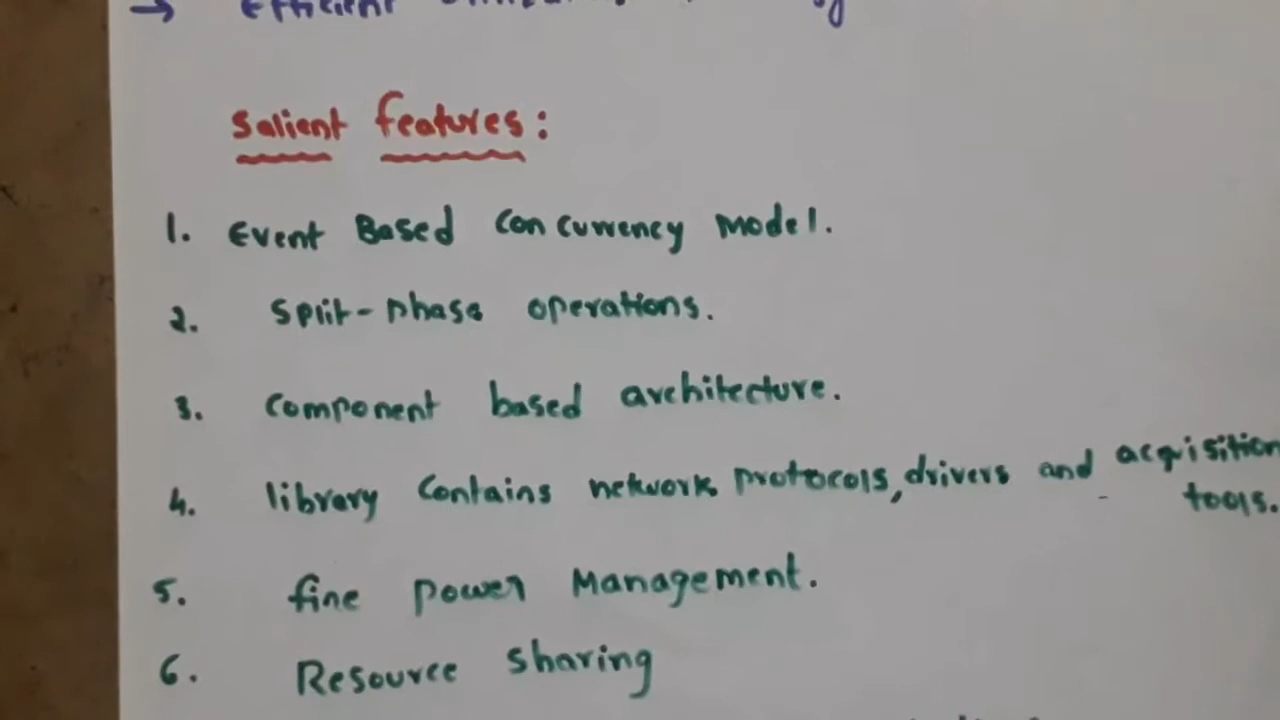 → Efficient
Salient features:
1. Event Based Concurrency Model.
2. Split-phase operations.
3. Component based architecture.
4. library contains network protocols, drivers and acquisition
tools.
5. fine power Management.
6. Resource sharing